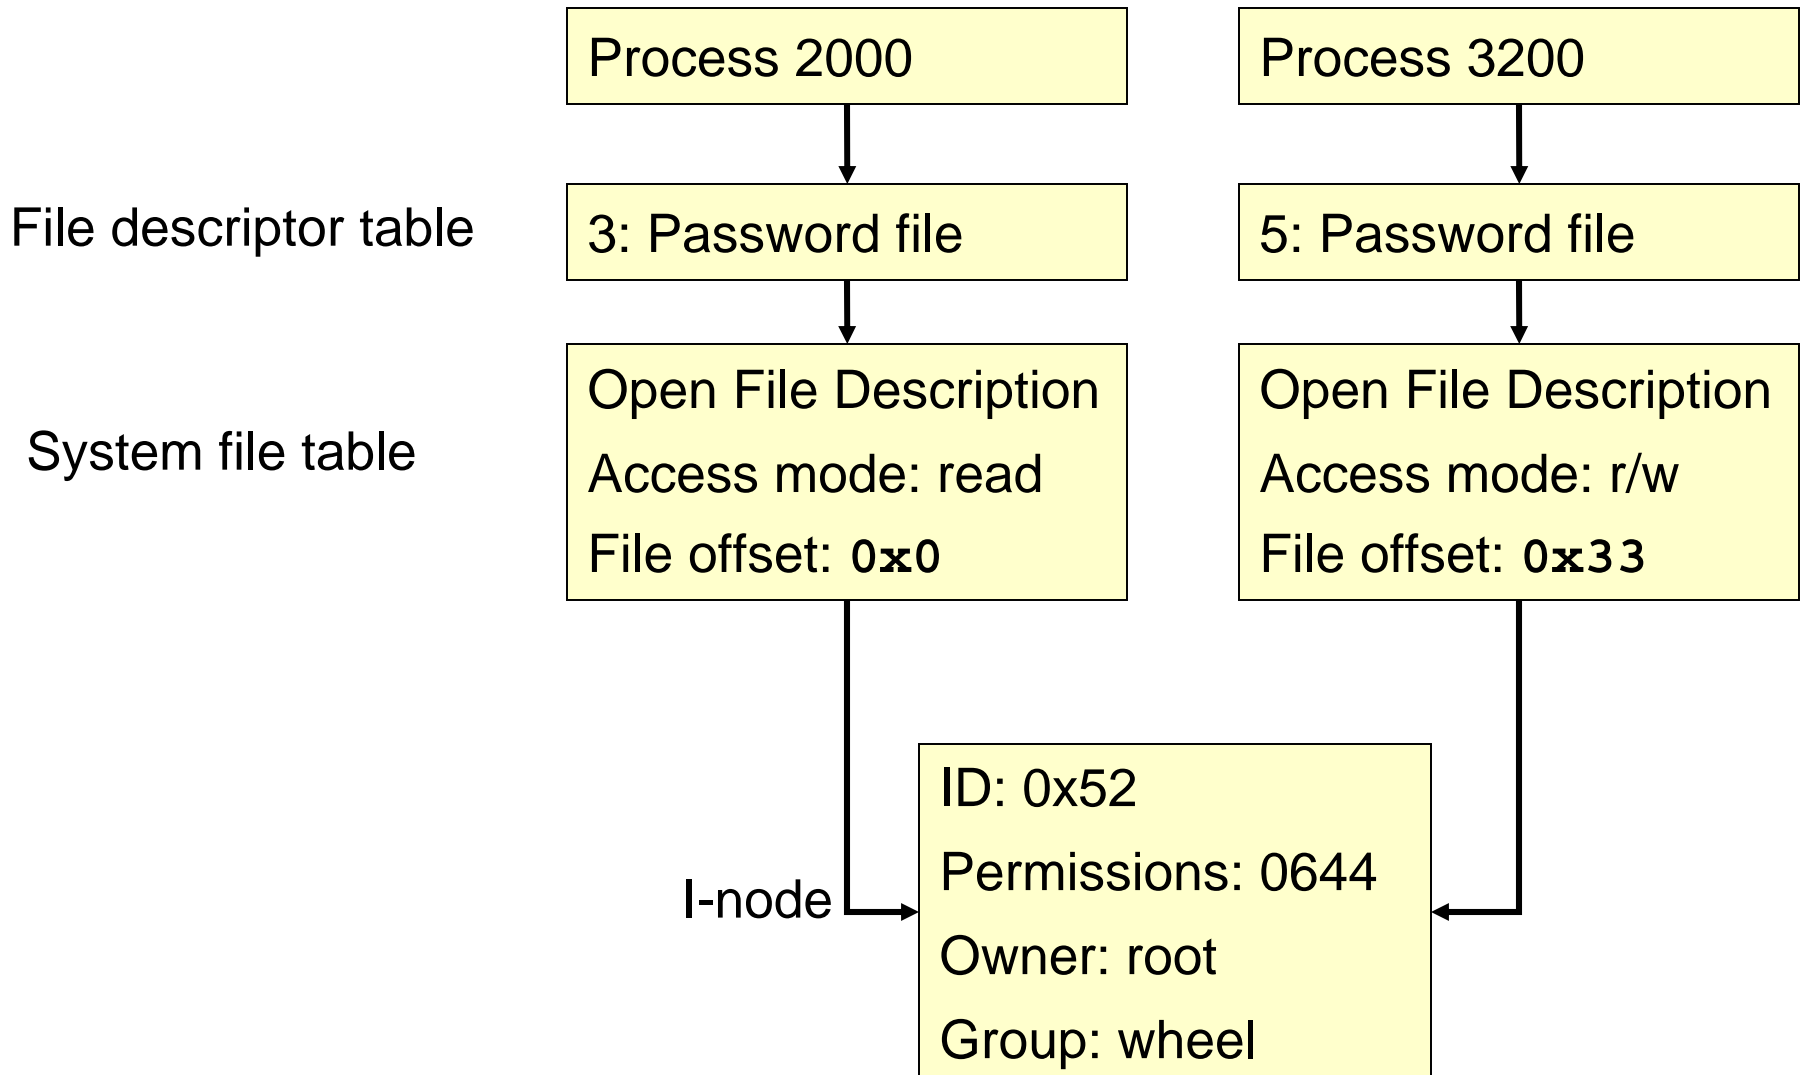 Process 2000
Process 3200
File descriptor table
3: Password file
5: Password file
System file table
Open File Description
Access mode: read
File offset: 0x0
Open File Description
Access mode: r/w
File offset: 0x33
I-node
ID: 0x52
Permissions: 0644
Owner: root
Group: wheel